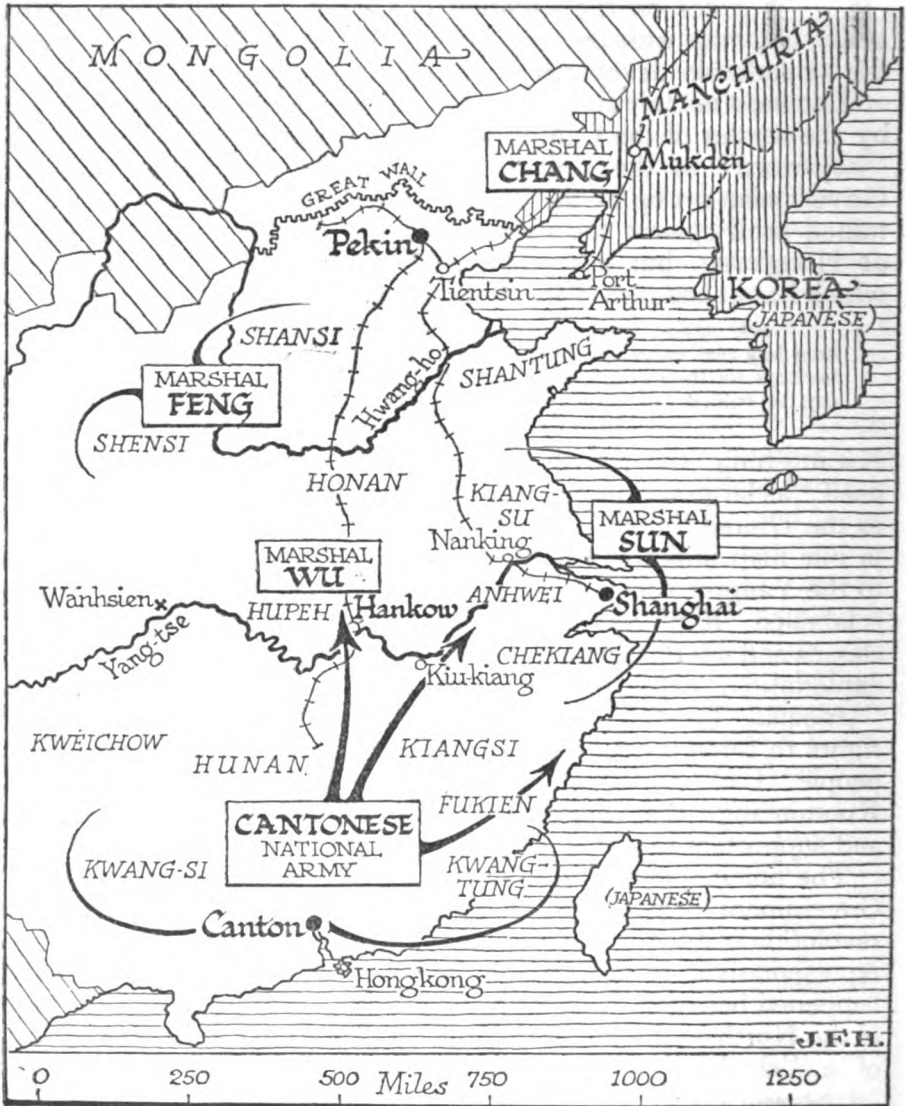 MONGOLIA
MANCHURIA
MARSHAL
CHANG
Mukden
GREAT WALL
Pekin
Tientsin
Port
Arthur
KOREA
(JAPANESE)
SHANSI
SHANTUNG
Hwang-ho
MARSHAL
FENG
SHENSI
HONAN
KIANG-
SU
MARSHAL
SUN
Nanking
MARSHAL
WU
Wanhsien
HUPEH
Hankow
ANHWEI
Shanghai
Yang-tse
CHEKIANG
Kiu-kiang
KWEICHOW
HUNAN
KIANGSI
FUKIEN
CANTONESE
NATIONAL
ARMY
KWANG-SI
KWANG-
TUNG
(JAPANESE)
Canton
Hongkong
J.F.H.
0 250 500 Miles 750 1000 1250